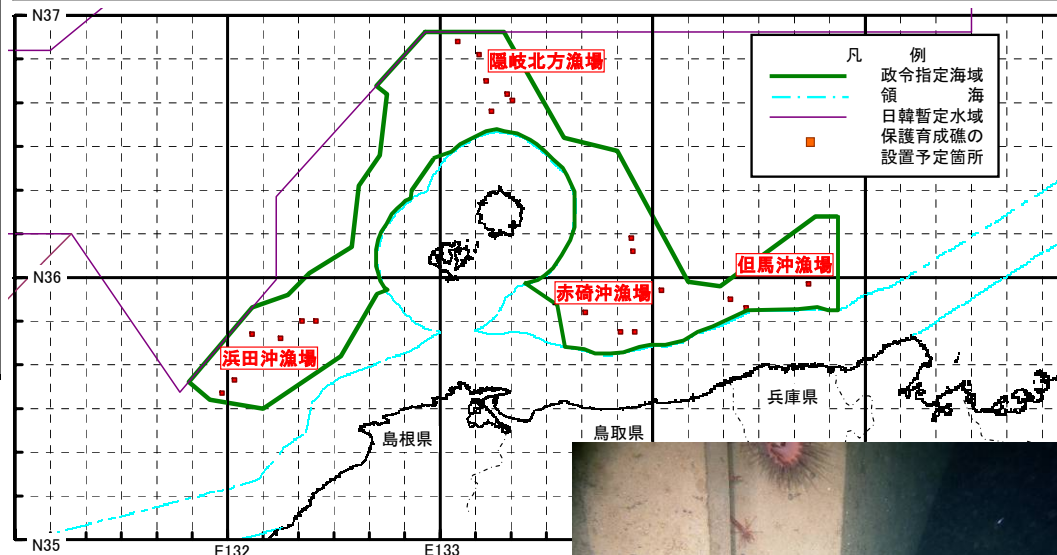 N37
隠岐北方漁場
凡 例
政令指定海域
領 海
日韓暫定水域
保護育成礁の
設置予定箇所
N36
但馬沖漁場
赤碕沖漁場
浜田沖漁場
兵庫県
島根県
鳥取県
N35
E132
E133